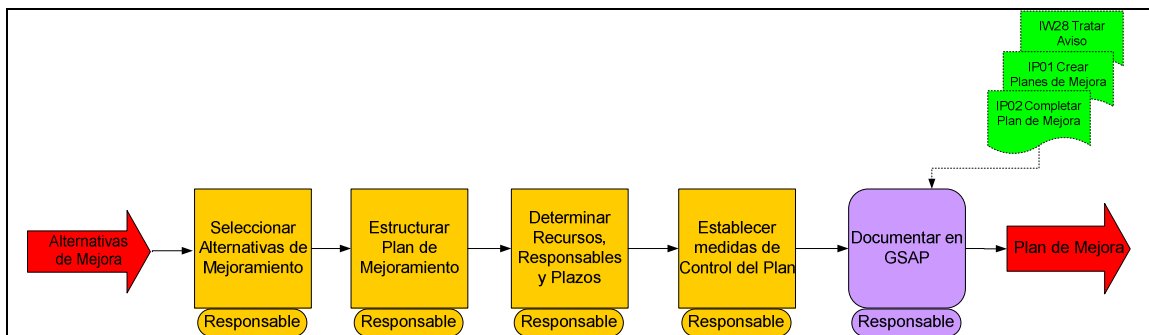 IW28 Tratar
Aviso
IP01 Crear
Planes de Mejora
IP02 Completar
Plan de Mejora
Alternativas
de Mejora
Seleccionar
Alternativas de
Mejoramiento
Responsable
Estructurar
Plan de
Mejoramiento
Responsable
Determinar
Recursos,
Responsables
y Plazos
Responsable
Establecer
medidas de
Control del Plan
Responsable
Documentar en
GSAP
Responsable
Plan de Mejora